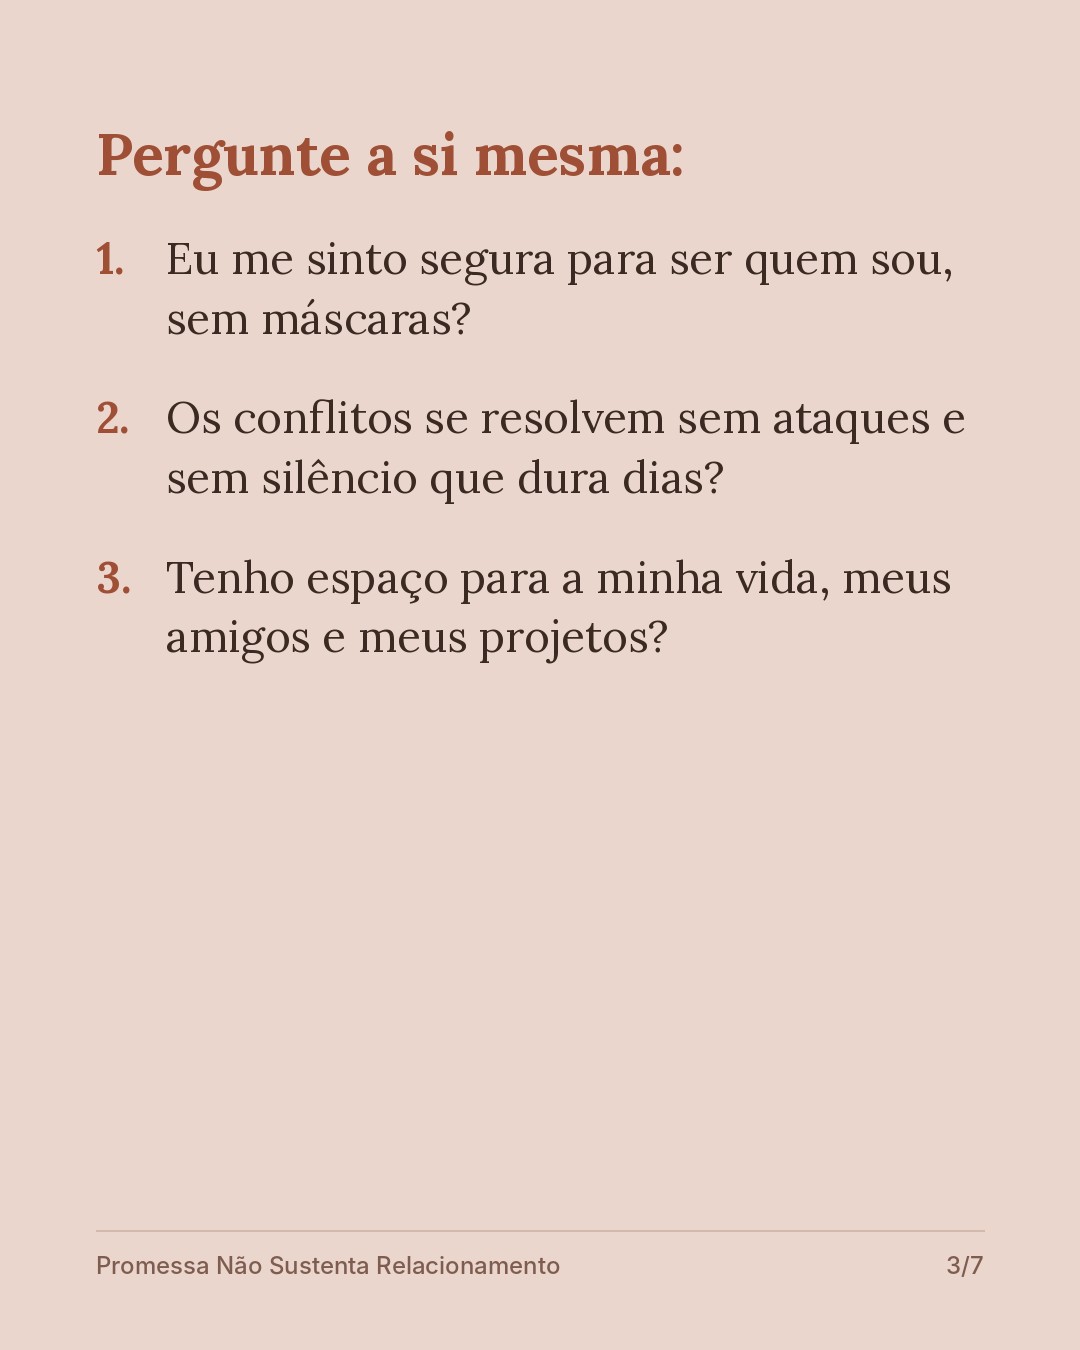 Pergunte a si mesma:
1. Eu me sinto segura para ser quem sou,
sem máscaras?
2. Os conflitos se resolvem sem ataques e
sem silêncio que dura dias?
3. Tenho espaço para a minha vida, meus
amigos e meus projetos?
Promessa Não Sustenta Relacionamento 3/7